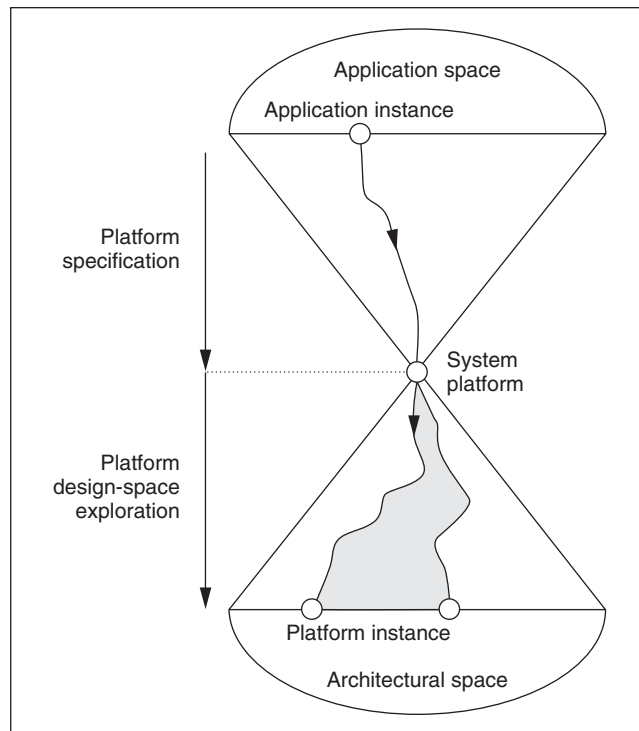 Application space
Application instance
Platform
specification
System
platform
Platform
design-space
exploration
Platform instance
Architectural space